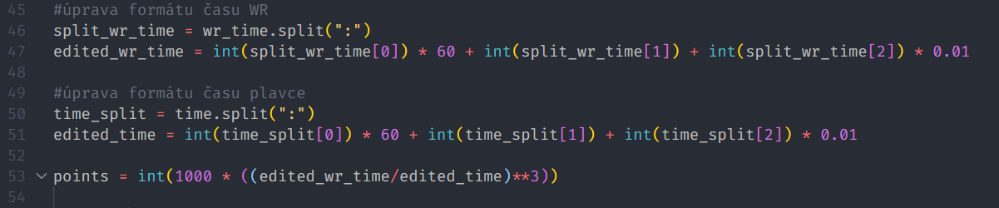 45 #úprava formátu času WR
46 split_wr_time = wr_time.split(":")
47 edited_wr_time = int(split_wr_time[0]) * 60 + int(split_wr_time[1]) + int(split_wr_time[2]) * 0.01
48
49 #úprava formátu času plavce
50 time_split = time.split(":")
51 edited_time = int(time_split[0]) * 60 + int(time_split[1]) + int(time_split[2]) * 0.01
52
53 points = int(1000 * ((edited_wr_time/edited_time)**3))
54